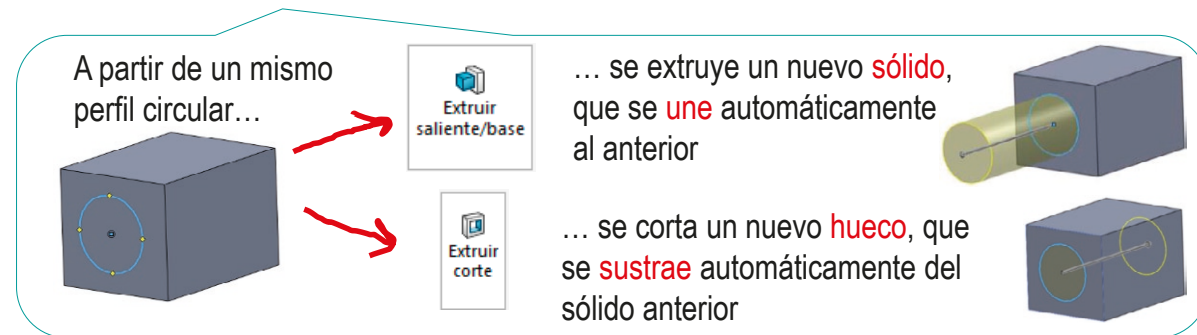 A partir de un mismo
perfil circular…
Extruir
saliente/base
… se extruye un nuevo sólido,
que se une automáticamente
al anterior
Extruir
corte
… se corta un nuevo hueco, que
se sustrae automáticamente del
sólido anterior